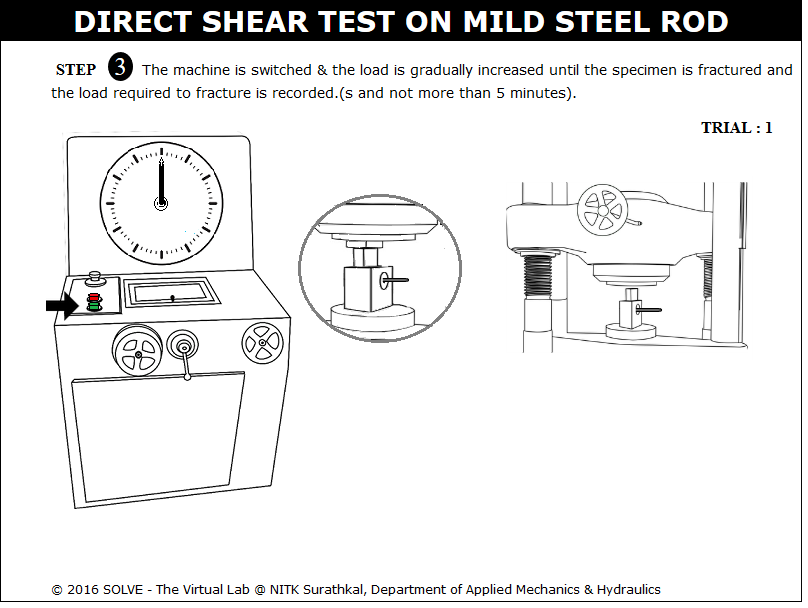 DIRECT SHEAR TEST ON MILD STEEL ROD
STEP 3 The machine is switched & the load is gradually increased until the specimen is fractured and
the load required to fracture is recorded.(s and not more than 5 minutes).
TRIAL : 1
© 2016 SOLVE - The Virtual Lab @ NITK Surathkal, Department of Applied Mechanics & Hydraulics